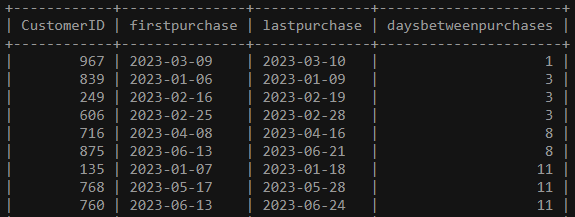 CustomerID | firstpurchase | lastpurchase | daysbetweenpurchases
967 | 2023-03-09 | 2023-03-10 | 1
839 | 2023-01-06 | 2023-01-09 | 3
249 | 2023-02-16 | 2023-02-19 | 3
606 | 2023-02-25 | 2023-02-28 | 3
716 | 2023-04-08 | 2023-04-16 | 8
875 | 2023-06-13 | 2023-06-21 | 8
135 | 2023-01-07 | 2023-01-18 | 11
768 | 2023-05-17 | 2023-05-28 | 11
760 | 2023-06-13 | 2023-06-24 | 11